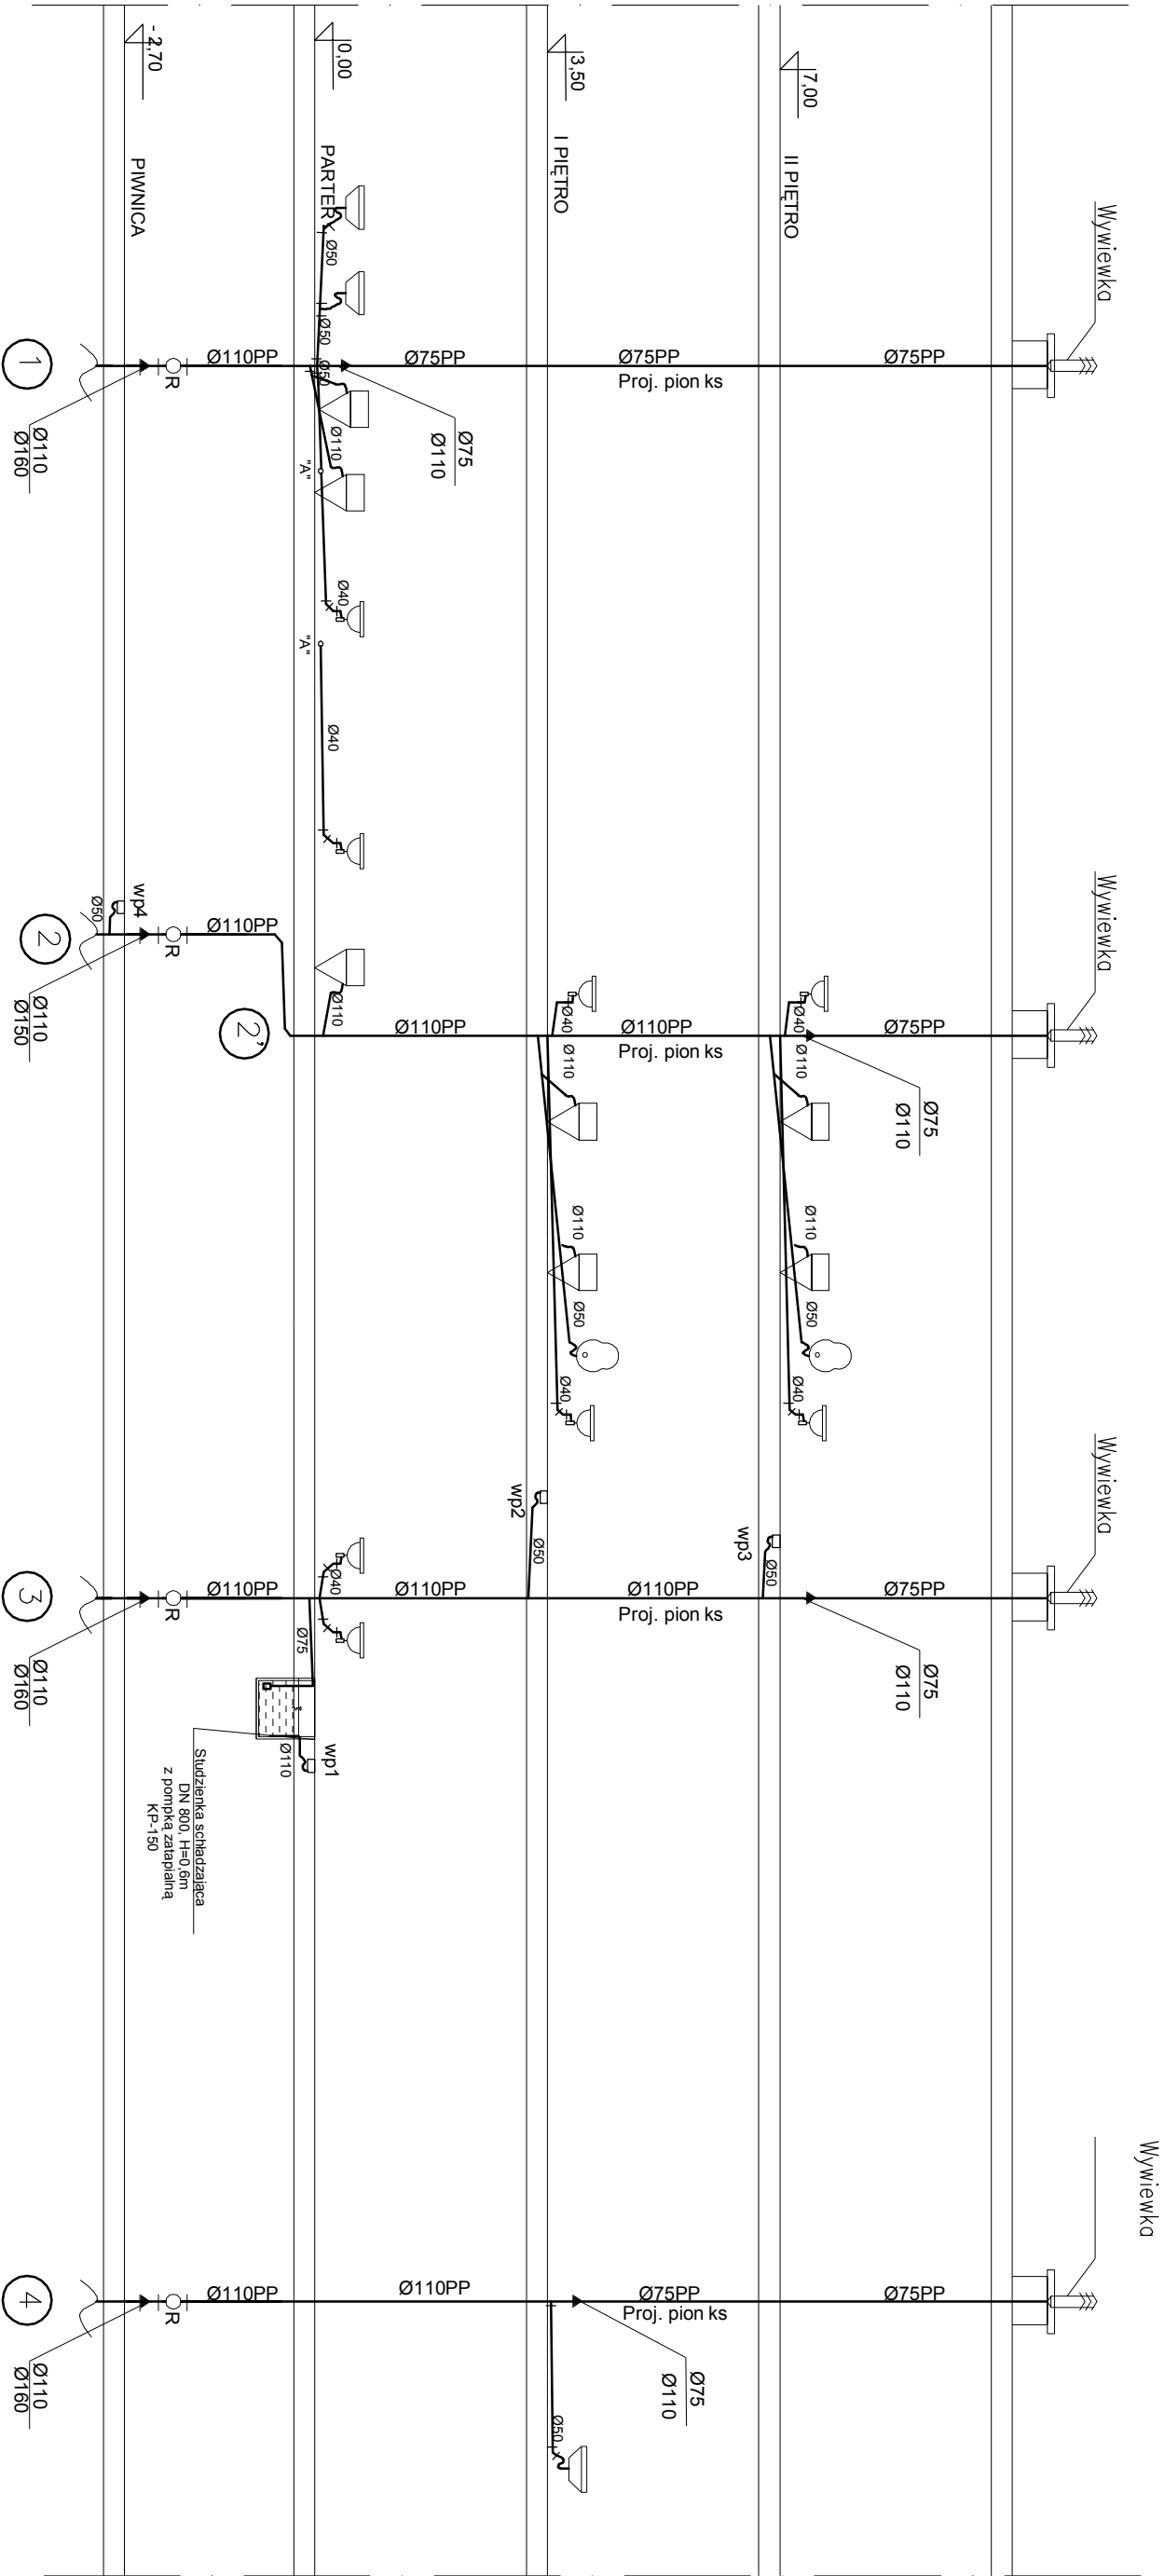 Wywiewka
Wywiewka
Wywiewka
Wywiewka
7,00
II PIĘTRO
Ø75PP
Ø75PP
Ø75PP
Ø75PP
Ø75
Ø110
Ø75
Ø110
Ø40
Ø110
Ø110
Ø50
Ø40
wp3
Ø50
3,50
I PIĘTRO
Ø75PP
Proj. pion ks
Ø110PP
Proj. pion ks
Ø110PP
Proj. pion ks
Ø75PP
Proj. pion ks
Ø75
Ø110
Ø40
Ø110
Ø110
Ø50
Ø40
wp2
Ø50
Ø50
0,00
PARTER
Ø75PP
Ø75
Ø110
Ø110PP
Ø110PP
Ø110PP
Ø50
Ø50
Ø50
Ø110
"A"
Ø40
"A"
Ø40
Ø110
Ø40
Ø75
wp1
Ø110
Studzienka schładzająca
DN 800, H=0,6m
z pompką zatapialną
KP-150
-2,70
PIWNICA
Ø110PP
R
Ø110PP
R
Ø110PP
R
Ø110PP
R
wp4
Ø50
2'
1
Ø110
Ø160
2
Ø110
Ø150
3
Ø110
Ø160
4
Ø110
Ø160